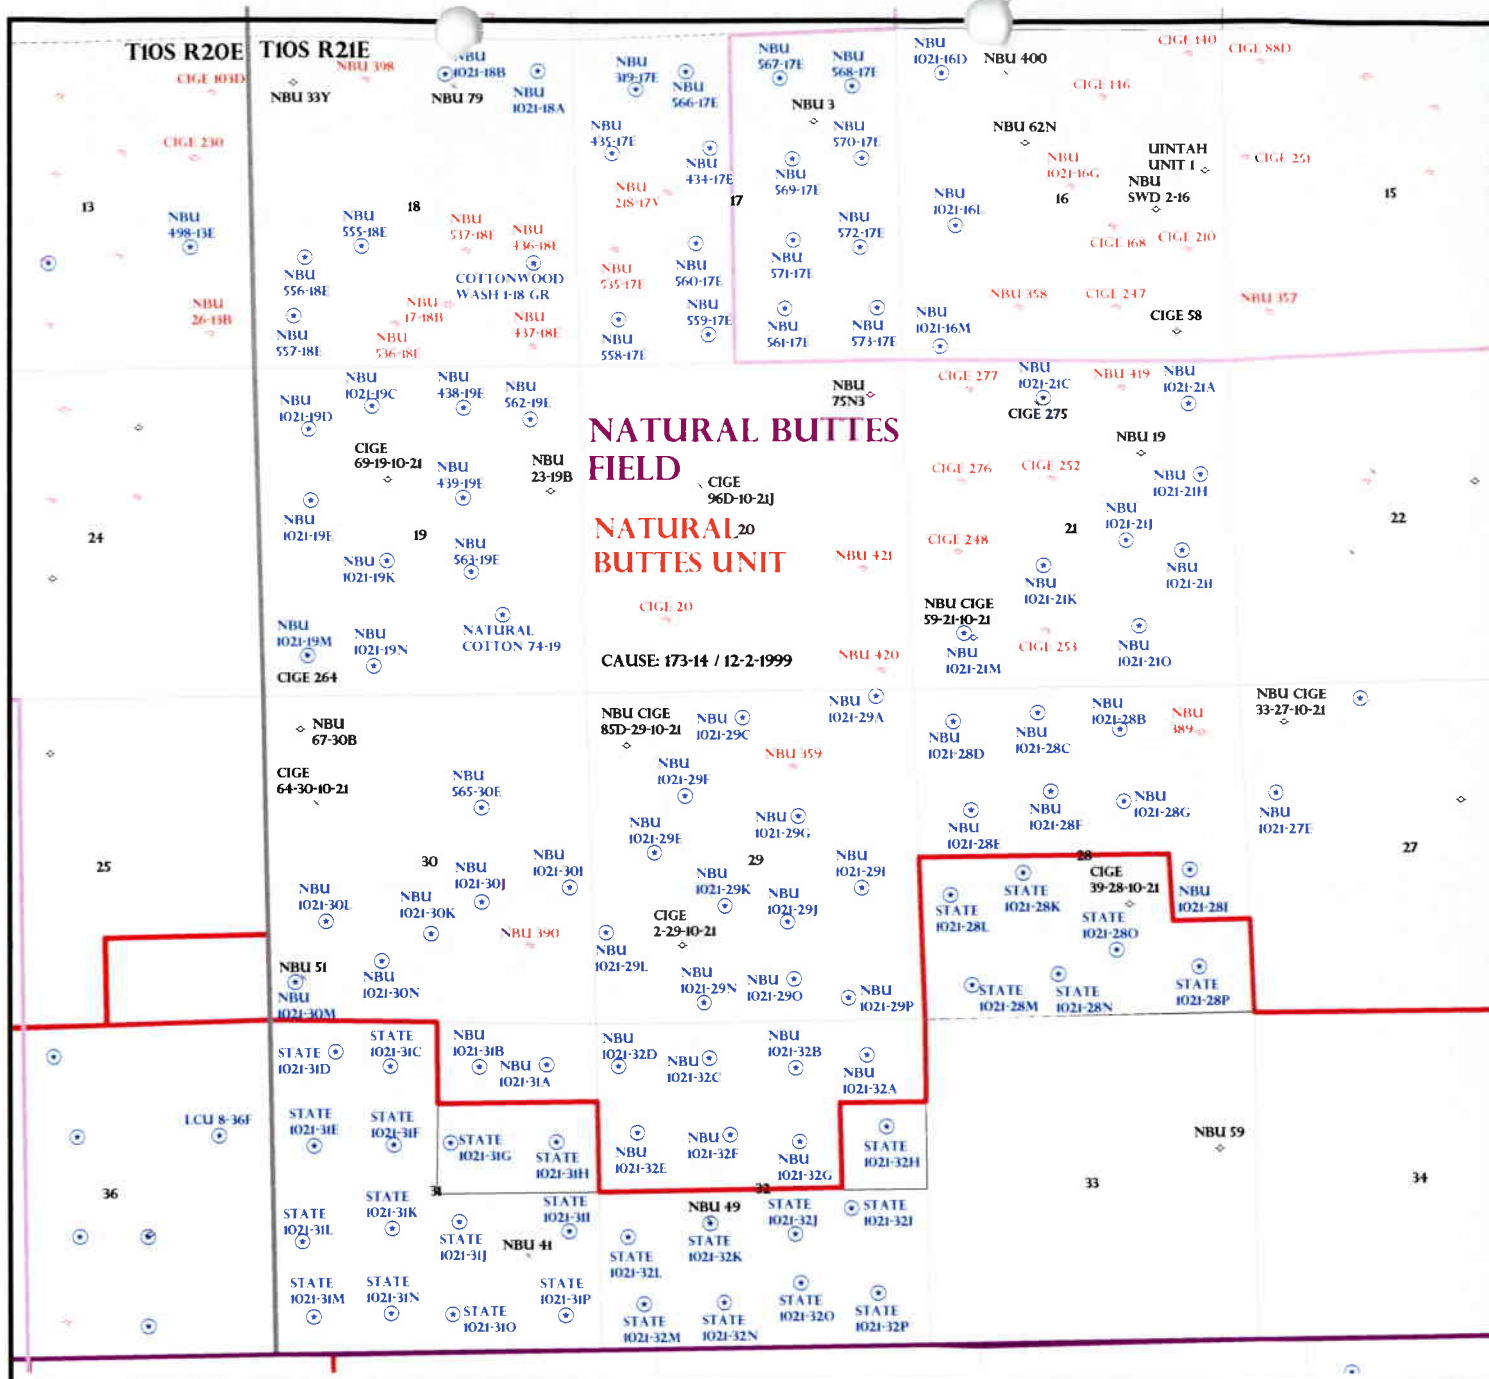 T10S R20E
T10S R21E
CIGE 103D
NBU 33Y
NBU 398
NBU
1021-18B
NBU 79
NBU
1021-18A
NBU
319-17E
NBU
566-17E
NBU
567-17E
NBU
568-17E
NBU
1021-16D
NBU 400
CIGE 140
CIGE 88D
CIGE 146
NBU 3
CIGE 230
NBU
435-17E
NBU
434-17E
NBU
570-17E
NBU
569-17E
NBU 62N
UINTAH
UNIT 1
NBU
1021-16G
CIGE 251
NBU
SWD 2-16
13
18
NBU
218-17V
17
16
15
NBU
498-13E
NBU
555-18E
NBU
537-18E
NBU
436-18E
NBU
572-17E
NBU
1021-16L
CIGE 168
CIGE 210
NBU
556-18E
COTTONWOOD
WASH 1-18 GR
NBU
535-17E
NBU
560-17E
NBU
571-17E
NBU
26-13B
NBU
17-18B
NBU
437-18E
NBU
559-17E
NBU 358
CIGE 247
NBU 357
NBU
557-18E
NBU
536-18E
NBU
558-17E
NBU
561-17E
NBU
573-17E
NBU
1021-16M
CIGE 58
NBU
1021-19D
NBU
1021-19C
NBU
438-19E
NBU
562-19E
NBU
75N3
CIGE 277
NBU
1021-21C
CIGE 275
NBU 419
NBU
1021-21A
NATURAL BUTTES
FIELD
CIGE
69-19-10-21
NBU
439-19E
NBU
23-19B
CIGE
96D-10-21J
NBU 19
CIGE 276
CIGE 252
NBU
1021-21H
NBU
1021-19E
19
NATURAL
BUTTES UNIT
20
21
NBU
1021-21J
22
24
NBU
1021-19K
NBU
563-19E
NBU 421
CIGE 248
NBU
1021-21I
NBU
1021-21K
CIGE 20
NBU CIGE
59-21-10-21
NBU
1021-19M
NBU
1021-19N
NATURAL
COTTON 74-19
CIGE 264
CAUSE: 173-14 / 12-2-1999
NBU 420
NBU
1021-21M
CIGE 253
NBU
1021-21O
NBU
67-30B
NBU CIGE
85D-29-10-21
NBU
1021-29C
NBU
1021-29A
NBU
1021-28D
NBU
1021-28C
NBU
1021-28B
NBU
389
NBU CIGE
33-27-10-21
CIGE
64-30-10-21
NBU
565-30E
NBU
1021-29F
NBU 359
NBU
1021-29E
NBU
1021-29G
NBU
1021-28E
NBU
1021-28F
NBU
1021-28G
NBU
1021-27E
25
30
29
28
27
NBU
1021-30L
NBU
1021-30K
NBU
1021-30J
NBU
1021-30I
NBU
1021-29K
NBU
1021-29J
NBU
1021-29I
STATE
1021-28L
STATE
1021-28K
CIGE
39-28-10-21
NBU
1021-28I
NBU 390
CIGE
2-29-10-21
STATE
1021-28O
NBU 51
NBU
1021-30M
NBU
1021-30N
NBU
1021-29L
NBU
1021-29N
NBU
1021-29O
NBU
1021-29P
STATE
1021-28M
STATE
1021-28N
STATE
1021-28P
STATE
1021-31D
STATE
1021-31C
NBU
1021-31B
NBU
1021-31A
NBU
1021-32D
NBU
1021-32C
NBU
1021-32B
NBU
1021-32A
LCU 8-36F
STATE
1021-31E
STATE
1021-31F
STATE
1021-31G
STATE
1021-31H
NBU
1021-32E
NBU
1021-32F
NBU
1021-32G
STATE
1021-32H
NBU 59
36
31
32
33
34
STATE
1021-31L
STATE
1021-31K
STATE
1021-31J
STATE
1021-31I
NBU 41
STATE
1021-32L
NBU 49
STATE
1021-32K
STATE
1021-32J
STATE
1021-32I
STATE
1021-31M
STATE
1021-31N
STATE
1021-31O
STATE
1021-31P
STATE
1021-32M
STATE
1021-32N
STATE
1021-32O
STATE
1021-32P